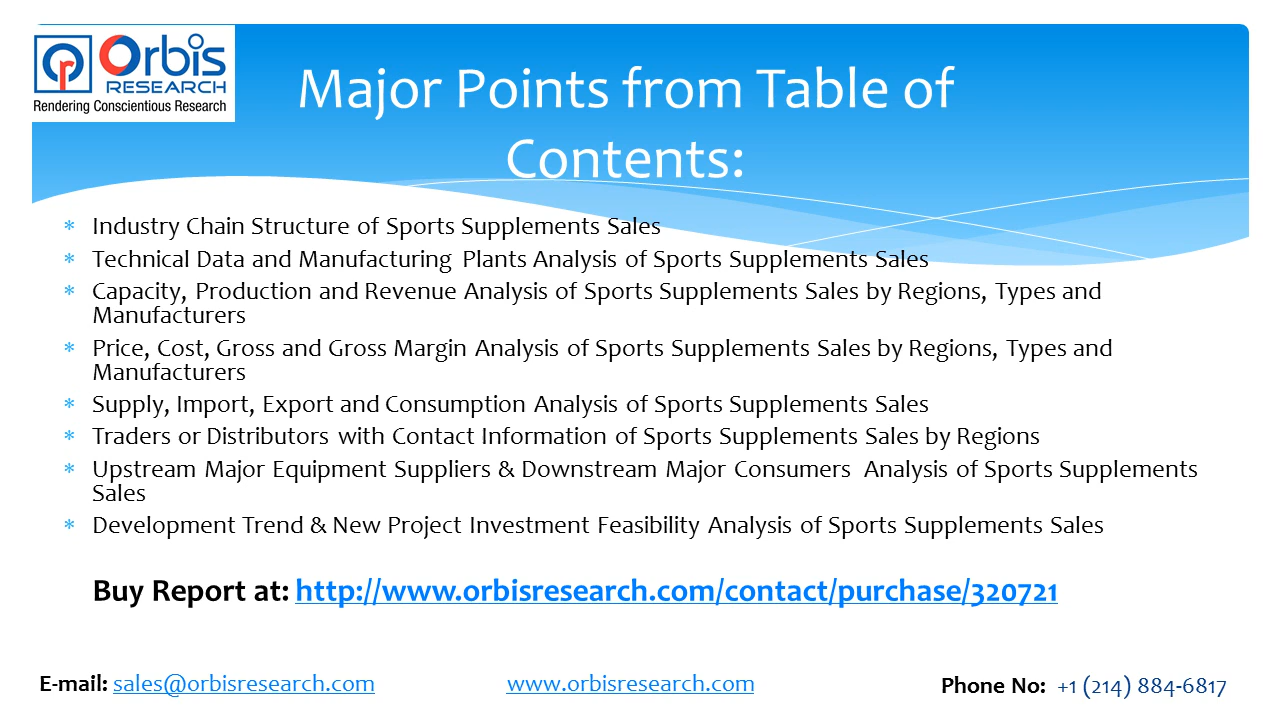 Orbis
RESEARCH
Rendering Conscientious Research
Major Points from Table of
Contents:
* Industry Chain Structure of Sports Supplements Sales
* Technical Data and Manufacturing Plants Analysis of Sports Supplements Sales
* Capacity, Production and Revenue Analysis of Sports Supplements Sales by Regions, Types and
Manufacturers
* Price, Cost, Gross and Gross Margin Analysis of Sports Supplements Sales by Regions, Types and
Manufacturers
* Supply, Import, Export and Consumption Analysis of Sports Supplements Sales
* Traders or Distributors with Contact Information of Sports Supplements Sales by Regions
* Upstream Major Equipment Suppliers & Downstream Major Consumers Analysis of Sports Supplements
Sales
* Development Trend & New Project Investment Feasibility Analysis of Sports Supplements Sales
Buy Report at: http://www.orbisresearch.com/contact/purchase/320721
E-mail: sales@orbisresearch.com www.orbisresearch.com Phone No: +1 (214) 884-6817